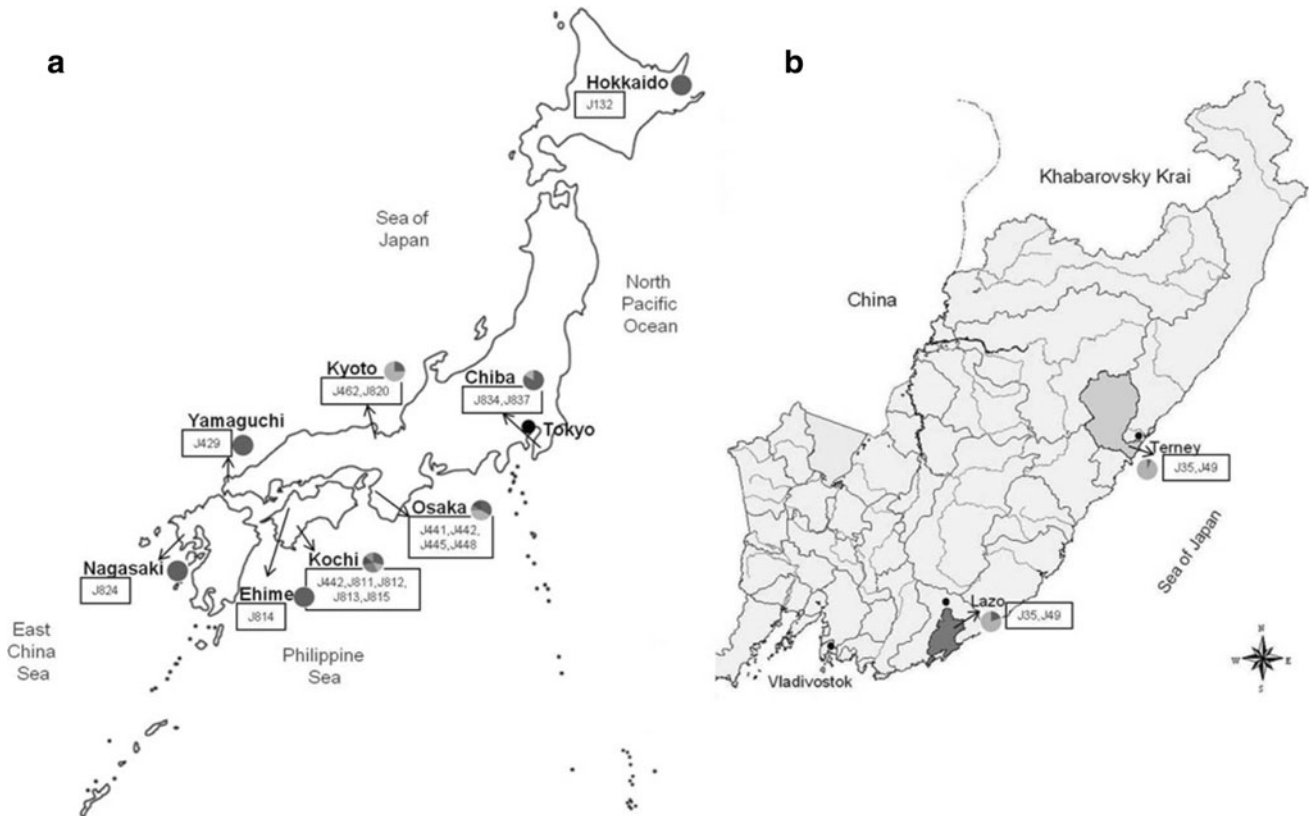 a
Hokkaido
J132
Sea of
Japan
North
Pacific
Ocean
Kyoto
J462,J820
Chiba
J834,J837
Tokyo
Yamaguchi
J429
Osaka
J441,J442,
J445,J448
Nagasaki
J824
Kochi
J442,J811,J812,
J813,J815
Ehime
J814
East
China
Sea
Philippine
Sea
b
Khabarovsky Krai
China
Terney
J35,J49
Sea of Japan
Lazo
J35,J49
Vladivostok
N
W
E
S